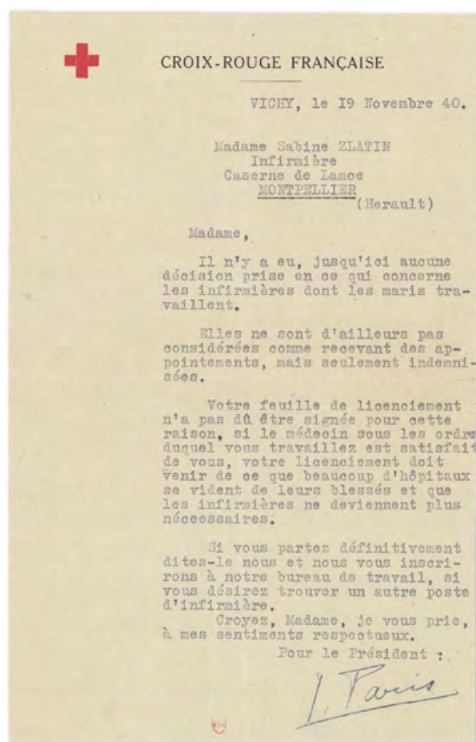 CROIX-ROUGE FRANÇAISE
VICHY, le 19 Novembre 40.
Madame Sabine ZLATIN
Infirmière
Caserne de Lamoe
MONTPELLIER
(Herault)
Madame,
Il n'y a eu, jusqu'ici aucune
décision prise en ce qui concerne
les infirmières dont les maris tra-
vaillent.
Elles ne sont d'ailleurs pas
considérées comme recevant des ap-
pointements, mais seulement indemni-
sées.
Votre feuille de licenciement
n'a pas dû être signée pour cette
raison, si le médecin sous les ordre
duquel vous travaillez est satisfait
de vous, votre licenciement doit
venir de ce que beaucoup d'hôpitaux
se vident de leurs blessés et que
les infirmières ne deviennent plus
nécessaires.
Si vous partez définitivement
dites-le nous et nous vous inscri-
rons à notre bureau de travail, si
vous désirez trouver un autre poste
d'infirmière.
Croyez, Madame, je vous prie,
à mes sentiments respectueux.
Pour le Président :
Y. Paris